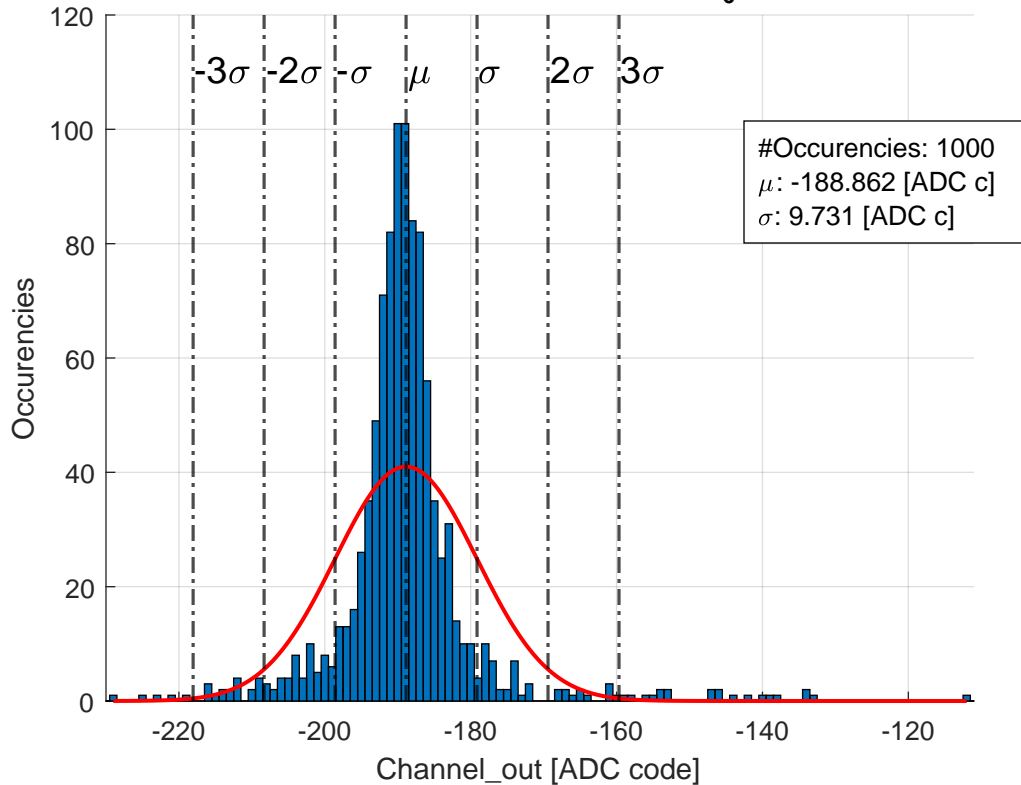 120
100
80
60
40
20
0
-3σ
-2σ
-σ
μ
σ
2σ
3σ
#Occurencies: 1000
μ: -188.862 [ADC c]
σ: 9.731 [ADC c]
Occurencies
-220
-200
-180
-160
-140
-120
Channel_out [ADC code]